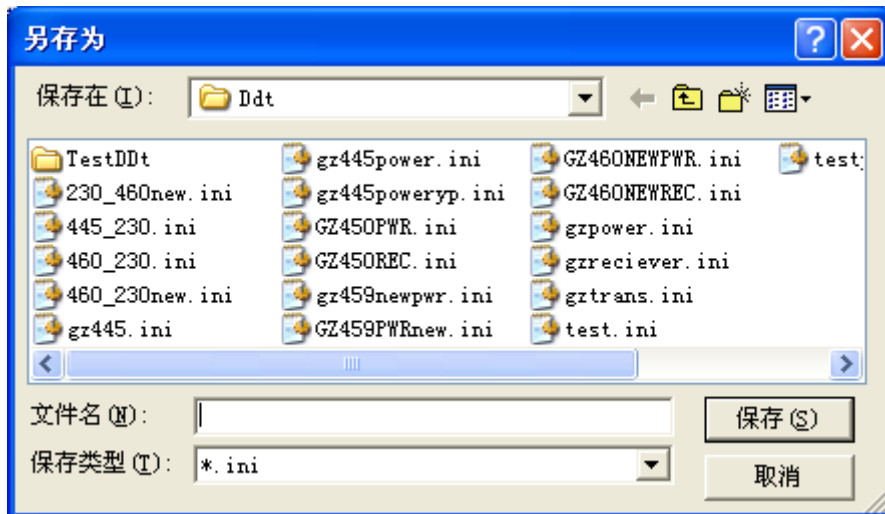 另存为
保存在(I):
Ddt
TestDDt
230_460new.ini
445_230.ini
460_230.ini
460_230new.ini
gz445.ini
gz445power.ini
gz445poweryp.ini
GZ450PWR.ini
GZ450REC.ini
gz459newpwr.ini
GZ459PWRnew.ini
GZ460NEWPWR.ini
GZ460NEWREC.ini
gzpower.ini
gzreciever.ini
gztrans.ini
test.ini
文件名(N):
保存(S)
保存类型(T):
*.ini
取消